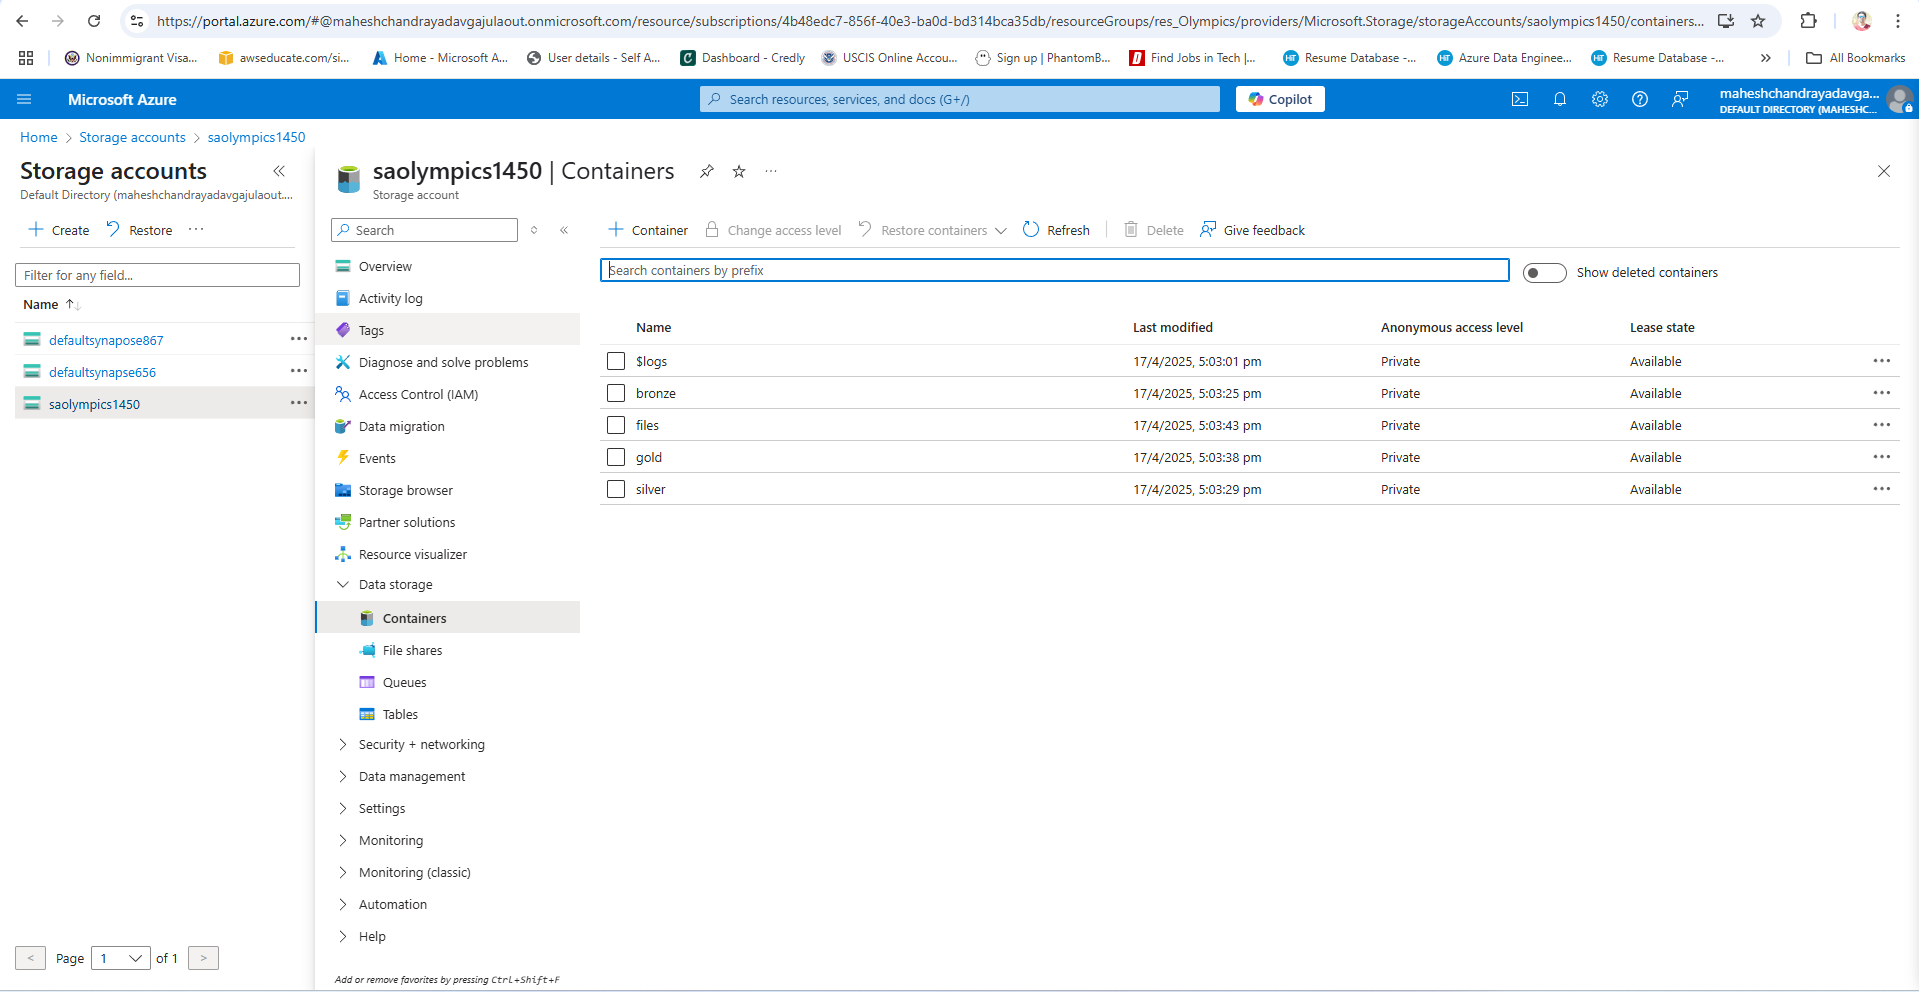 https://portal.azure.com/#@maheshchandrayadavgajulaout.onmicrosoft.com/resource/subscriptions/4b48edc7-856f-40e3-ba0d-bd314bca35db/resourceGroups/res_Olympics/providers/Microsoft.Storage/storageAccounts/saolympics1450/containers...
Nonimmigrant Visa... awseducate.com/si... Home - Microsoft A... User details - Self A... Dashboard - Credly USCIS Online Accou... Sign up | PhantomB... Find Jobs in Tech |... Resume Database -... Azure Data Enginee... Resume Database -... All Bookmarks
Microsoft Azure
Search resources, services, and docs (G+/)
Copilot
maheshchandrayadavga...
DEFAULT DIRECTORY (MAHESHC...
Home > Storage accounts > saolympics1450
Storage accounts
Default Directory (maheshchandrayadavgajulaout....
Create Restore ...
Filter for any field...
Name ↑↓
defaultsynapose867
defaultsynapse656
saolympics1450
< Page 1 of 1 >
saolympics1450 | Containers
Storage account
Search
Overview
Activity log
Tags
Diagnose and solve problems
Access Control (IAM)
Data migration
Events
Storage browser
Partner solutions
Resource visualizer
Data storage
Containers
File shares
Queues
Tables
Security + networking
Data management
Settings
Monitoring
Monitoring (classic)
Automation
Help
Add or remove favorites by pressing Ctrl+Shift+F
+ Container Change access level Restore containers Refresh Delete Give feedback
Search containers by prefix
Show deleted containers
Name Last modified Anonymous access level Lease state
$logs 17/4/2025, 5:03:01 pm Private Available
bronze 17/4/2025, 5:03:25 pm Private Available
files 17/4/2025, 5:03:43 pm Private Available
gold 17/4/2025, 5:03:38 pm Private Available
silver 17/4/2025, 5:03:29 pm Private Available